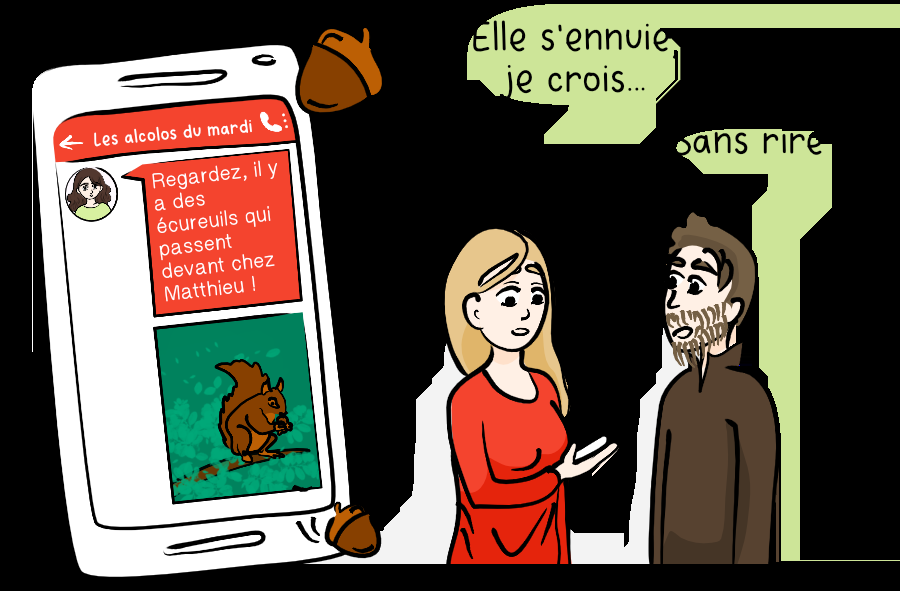 Elle s'ennuie,
je crois...
Sans rire
Les alcolos du mardi
Regardez, il y
a des
écureuils qui
passent
devant chez
Matthieu !